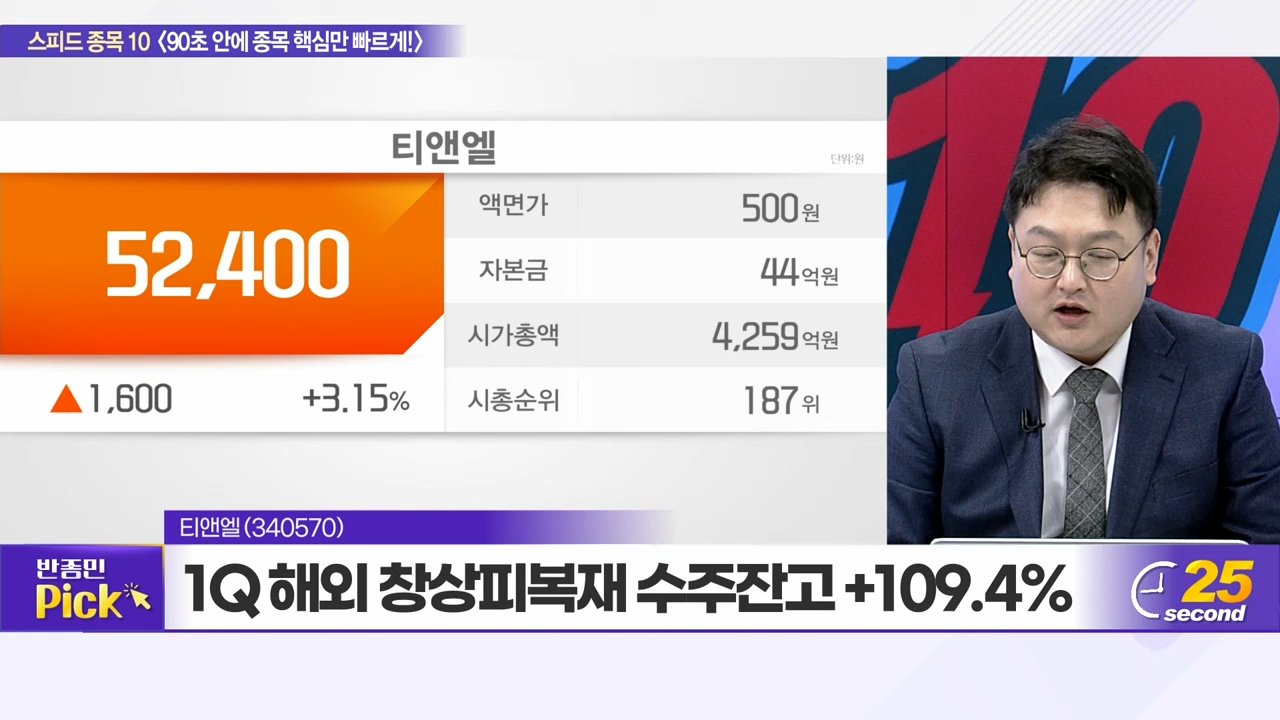 스피드 종목 10 〈90초 안에 종목 핵심만 빠르게!〉
티앤엘
단위:원
52,400
▲1,600 +3.15%
액면가 500원
자본금 44억원
시가총액 4,259억원
시총순위 187위
10
티앤엘(340570)
반종민
Pick
1Q 해외 창상피복재 수주잔고 +109.4%
25
second